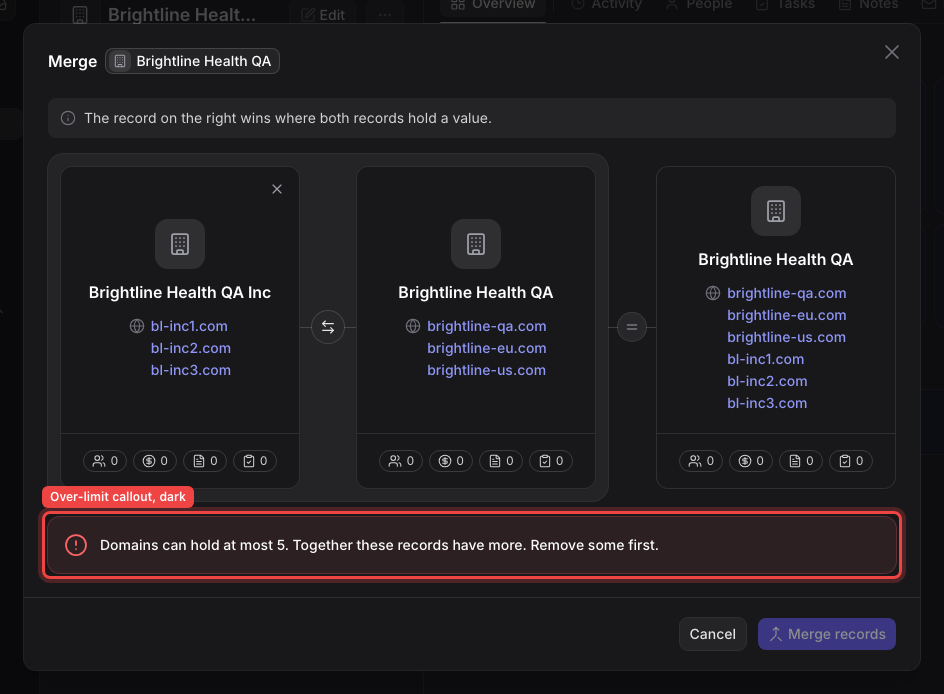 Brightline Healt...
Edit
Overview
Activity
People
Tasks
Notes
Merge
Brightline Health QA
The record on the right wins where both records hold a value.
Brightline Health QA Inc
bl-inc1.com
bl-inc2.com
bl-inc3.com
0 0 0 0
Brightline Health QA
brightline-qa.com
brightline-eu.com
brightline-us.com
0 0 0 0
Brightline Health QA
brightline-qa.com
brightline-eu.com
brightline-us.com
bl-inc1.com
bl-inc2.com
bl-inc3.com
0 0 0 0
Over-limit callout, dark
Domains can hold at most 5. Together these records have more. Remove some first.
Cancel
Merge records